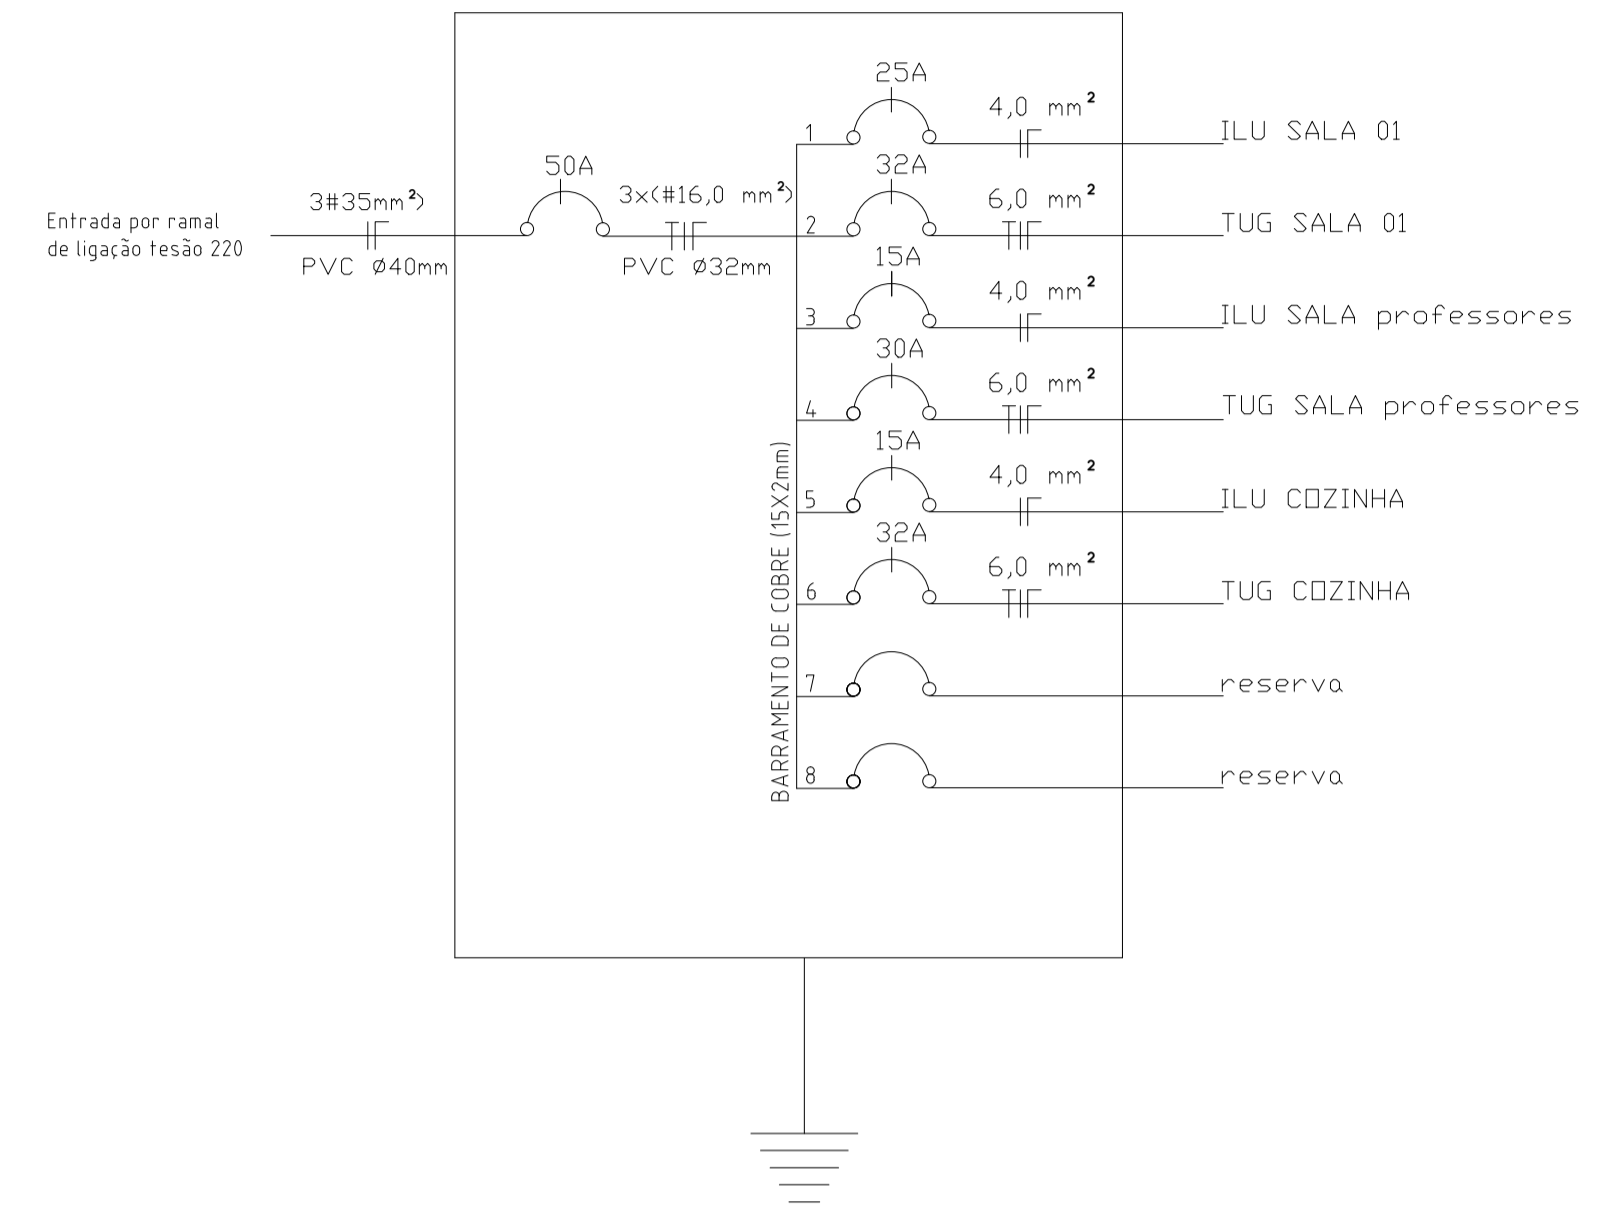 Entrada por ramal
de ligação tesão 220
3#35mm²)
PVC Ø40mm
50A
3x(#16,0 mm²)
PVC Ø32mm
BARRAMENTO DE COBRE (15X2mm)
1
25A
4,0 mm²
ILU SALA 01
2
32A
6,0 mm²
TUG SALA 01
3
15A
4,0 mm²
ILU SALA professores
4
30A
6,0 mm²
TUG SALA professores
5
15A
4,0 mm²
ILU COZINHA
6
32A
6,0 mm²
TUG COZINHA
7
reserva
8
reserva